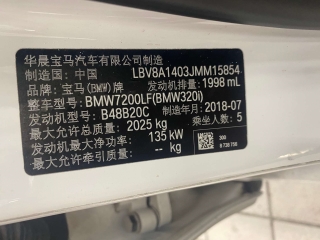 华晨宝马汽车有限公司制造
制造国: 中国 LBV8A1403JMM15854
品牌: 宝马(BMW)牌 发动机排量: 1998 mL
整车型号: BMW7200LF(BMW320i)
发动机型号: B48B20C 制造年月 2018-07
最大允许总质量: 2025 kg 乘坐人数: 5
发动机最大净功率: 135 kW
最大允许牵引质量: -- kg
300